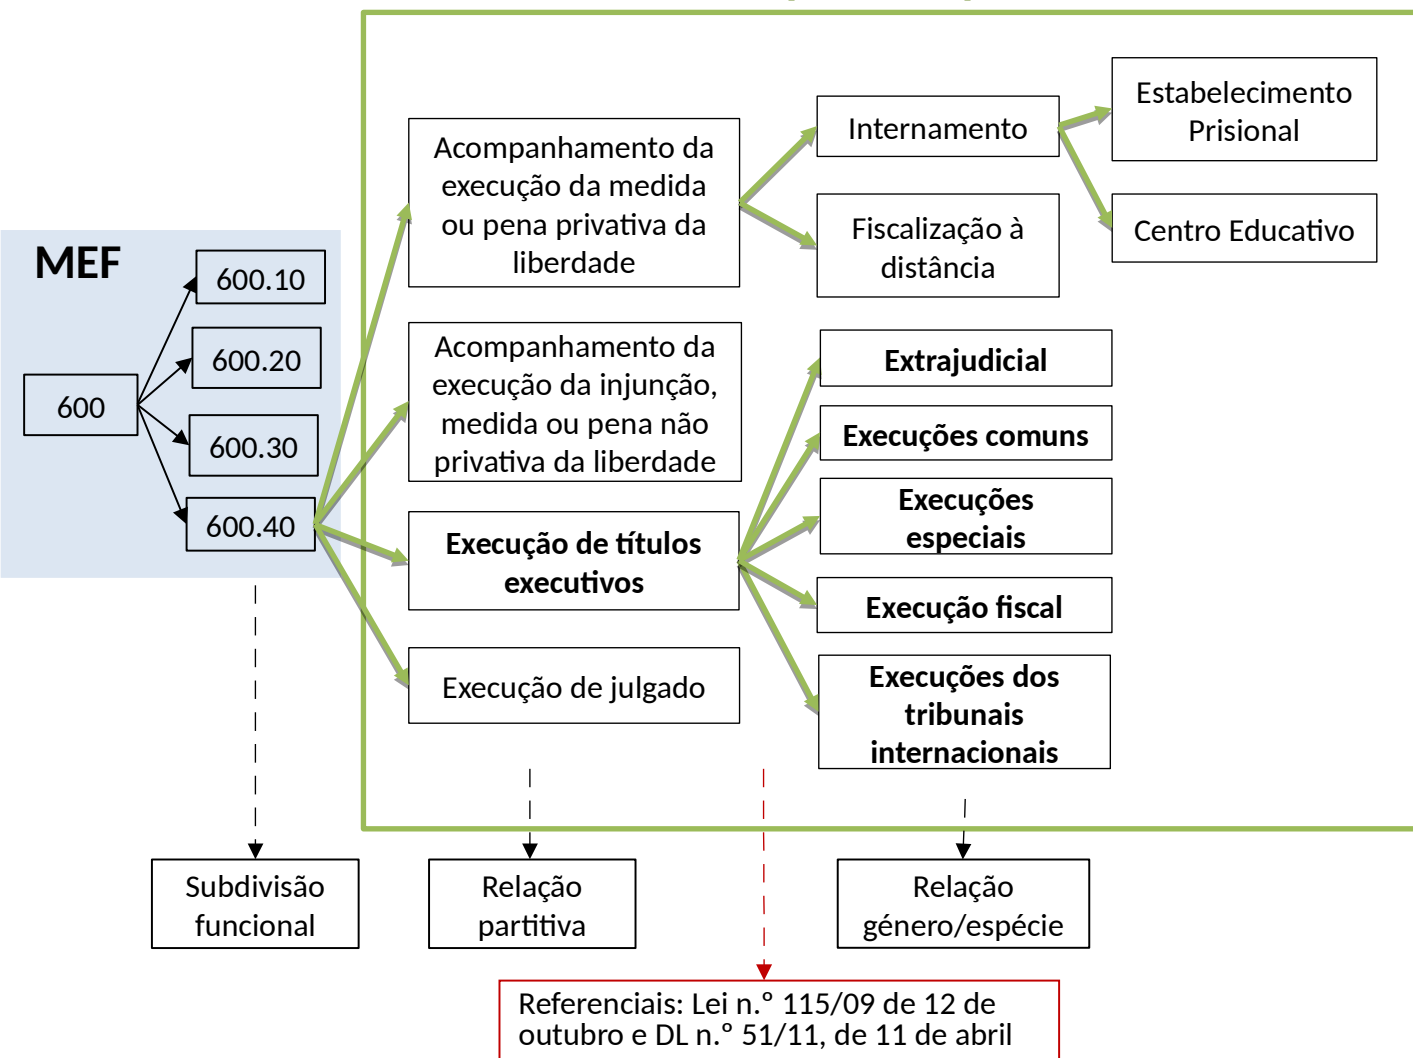 MEF
600
600.10
600.20
600.30
600.40
Acompanhamento da
execução da medida
ou pena privativa da
liberdade
Internamento
Estabelecimento
Prisional
Centro Educativo
Fiscalização à
distância
Acompanhamento da
execução da injunção,
medida ou pena não
privativa da liberdade
Execução de títulos
executivos
Extrajudicial
Execuções comuns
Execuções
especiais
Execução fiscal
Execuções dos
tribunais
internacionais
Execução de julgado
Subdivisão
funcional
Relação
partitiva
Relação
género/espécie
Referenciais: Lei n.º 115/09 de 12 de
outubro e DL n.º 51/11, de 11 de abril